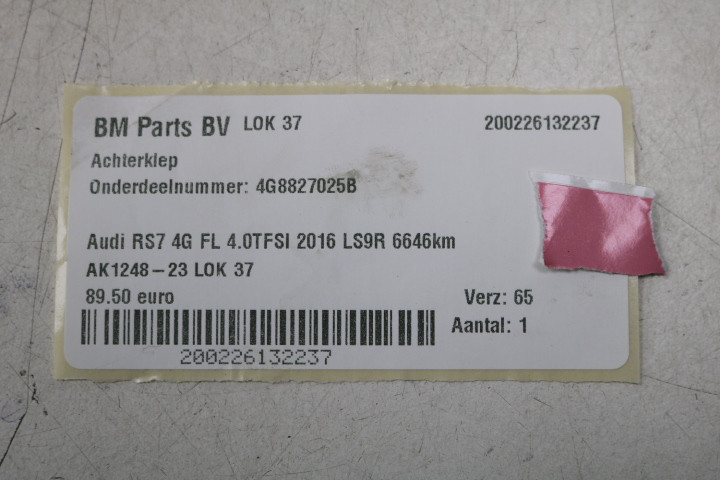 BM Parts BV LOK 37 200226132237
Achterklep
Onderdeelnummer: 4G8827025B
Audi RS7 4G FL 4.0TFSI 2016 LS9R 6646km
AK1248-23 LOK 37
89.50 euro Verz: 65
Aantal: 1
200226132237